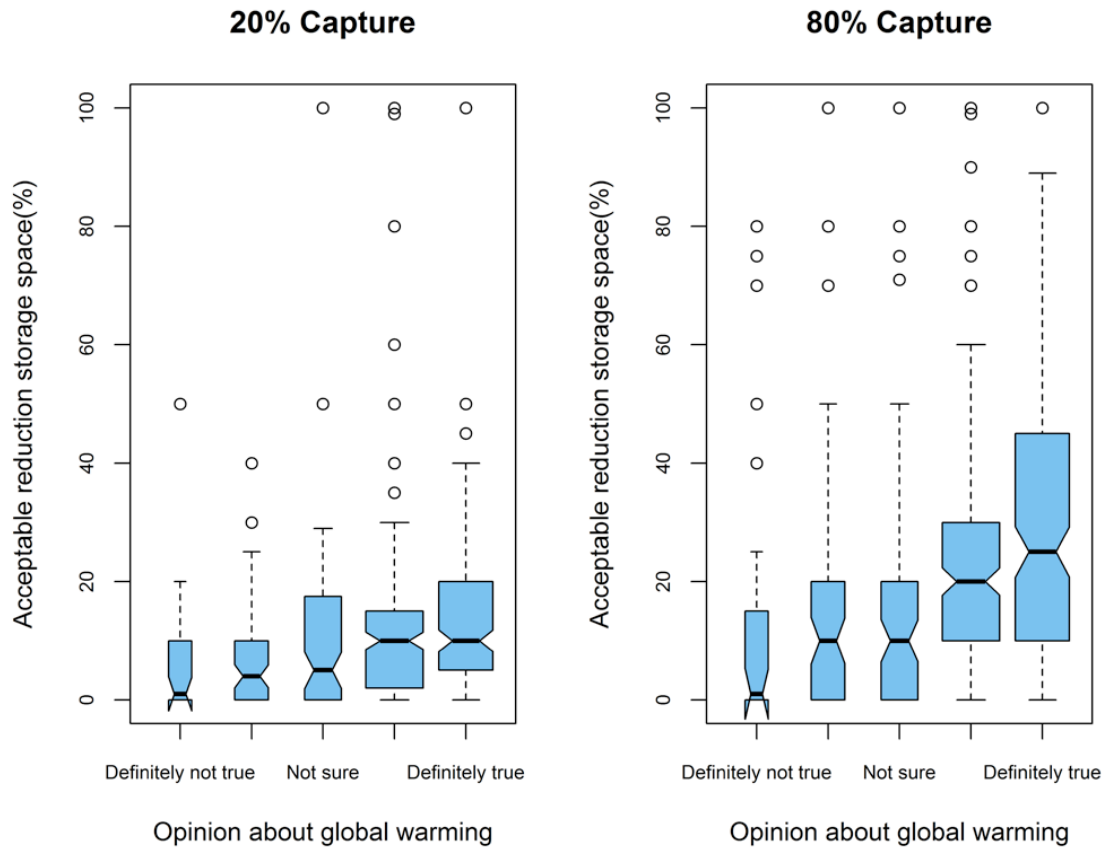 20% Capture
Acceptable reduction storage space(%)
100
80
60
40
20
0
Definitely not true
Not sure
Definitely true
Opinion about global warming
80% Capture
Acceptable reduction storage space(%)
100
80
60
40
20
0
Definitely not true
Not sure
Definitely true
Opinion about global warming